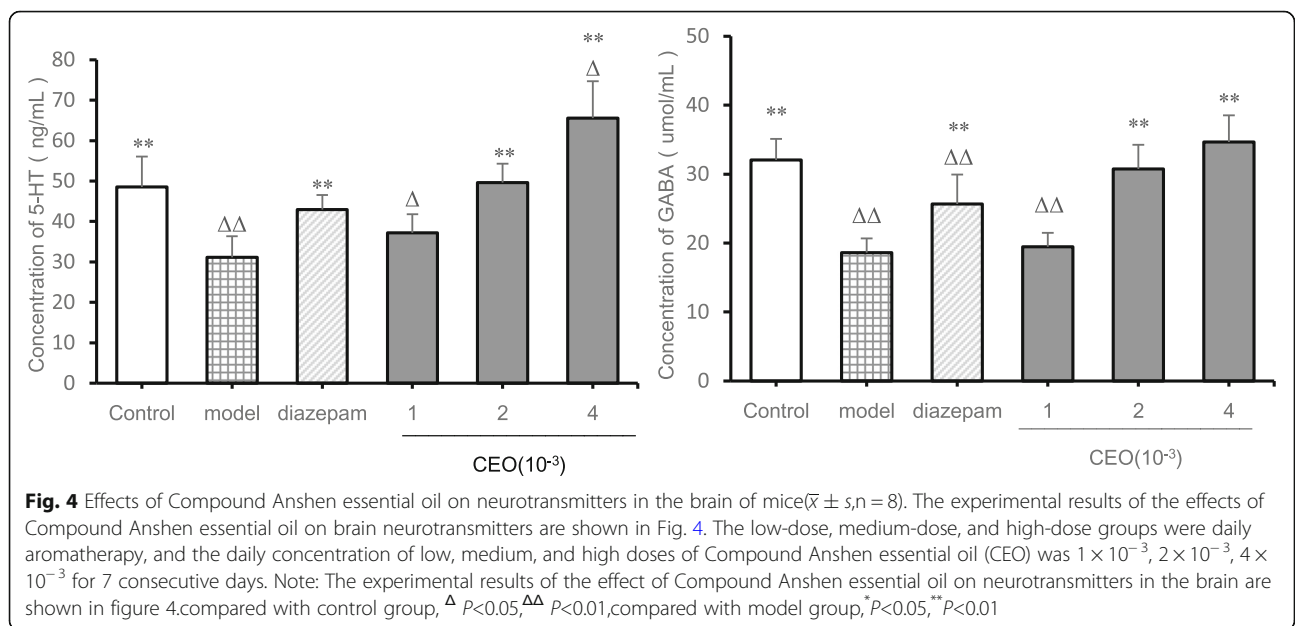 Concentration of 5-HT ( ng/mL )
80
70
60
50
40
30
20
10
0
**
ΔΔ
**
Δ
**
**
Δ
Control model diazepam 1 2 4
CEO(10-3)
Concentration of GABA ( umol/mL )
50
40
30
20
10
0
**
ΔΔ
**
ΔΔ
ΔΔ
**
**
Control model diazepam 1 2 4
CEO(10-3)
Fig. 4 Effects of Compound Anshen essential oil on neurotransmitters in the brain of mice(x̅ ± s,n = 8). The experimental results of the effects of
Compound Anshen essential oil on brain neurotransmitters are shown in Fig. 4. The low-dose, medium-dose, and high-dose groups were daily
aromatherapy, and the daily concentration of low, medium, and high doses of Compound Anshen essential oil (CEO) was 1 × 10⁻³, 2 × 10⁻³, 4 ×
10⁻³ for 7 consecutive days. Note: The experimental results of the effect of Compound Anshen essential oil on neurotransmitters in the brain are
shown in figure 4.compared with control group, Δ P<0.05,ΔΔ P<0.01,compared with model group,*P<0.05,**P<0.01